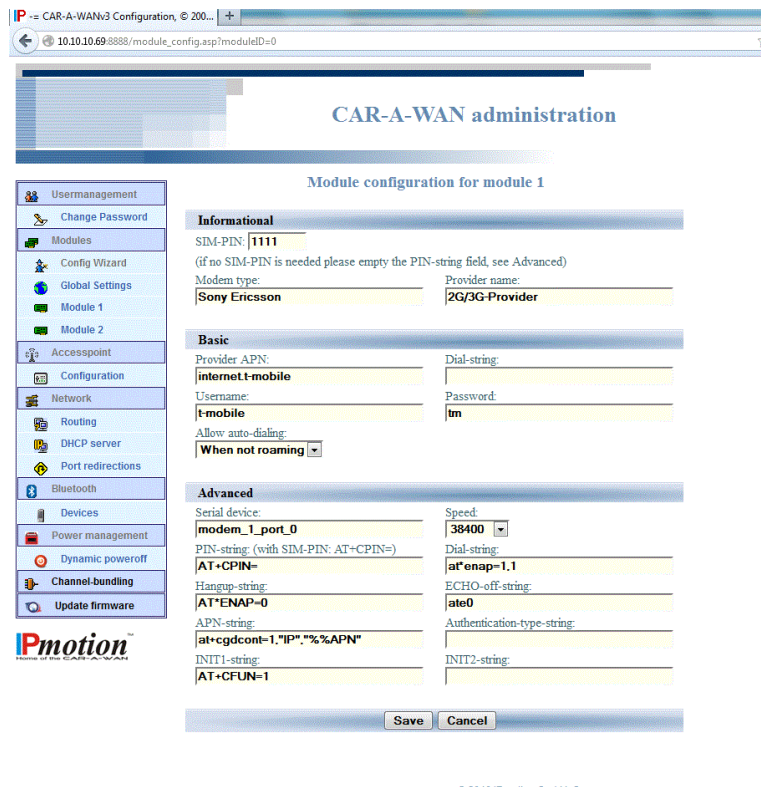 -= CAR-A-WANv3 Configuration, © 200...
+
10.10.10.69:8888/module_config.asp?moduleID=0
CAR-A-WAN administration
Module configuration for module 1
Usermanagement
Change Password
Modules
Config Wizard
Global Settings
Module 1
Module 2
Accesspoint
Configuration
Network
Routing
DHCP server
Port redirections
Bluetooth
Devices
Power management
Dynamic poweroff
Channel-bundling
Update firmware
IPmotion™
Home of the CAR-A-WAN
Informational
SIM-PIN: 1111
(if no SIM-PIN is needed please empty the PIN-string field, see Advanced)
Modem type: Provider name:
Sony Ericsson 2G/3G-Provider
Basic
Provider APN: Dial-string:
internet.t-mobile
Username: Password:
t-mobile tm
Allow auto-dialing:
When not roaming
Advanced
Serial device: Speed:
modem_1_port_0 38400
PIN-string: (with SIM-PIN: AT+CPIN=) Dial-string:
AT+CPIN= at*enap=1,1
Hangup-string: ECHO-off-string:
AT*ENAP=0 ate0
APN-string: Authentication-type-string:
at+cgdcont=1,"IP","%%APN"
INIT1-string: INIT2-string:
AT+CFUN=1
Save Cancel